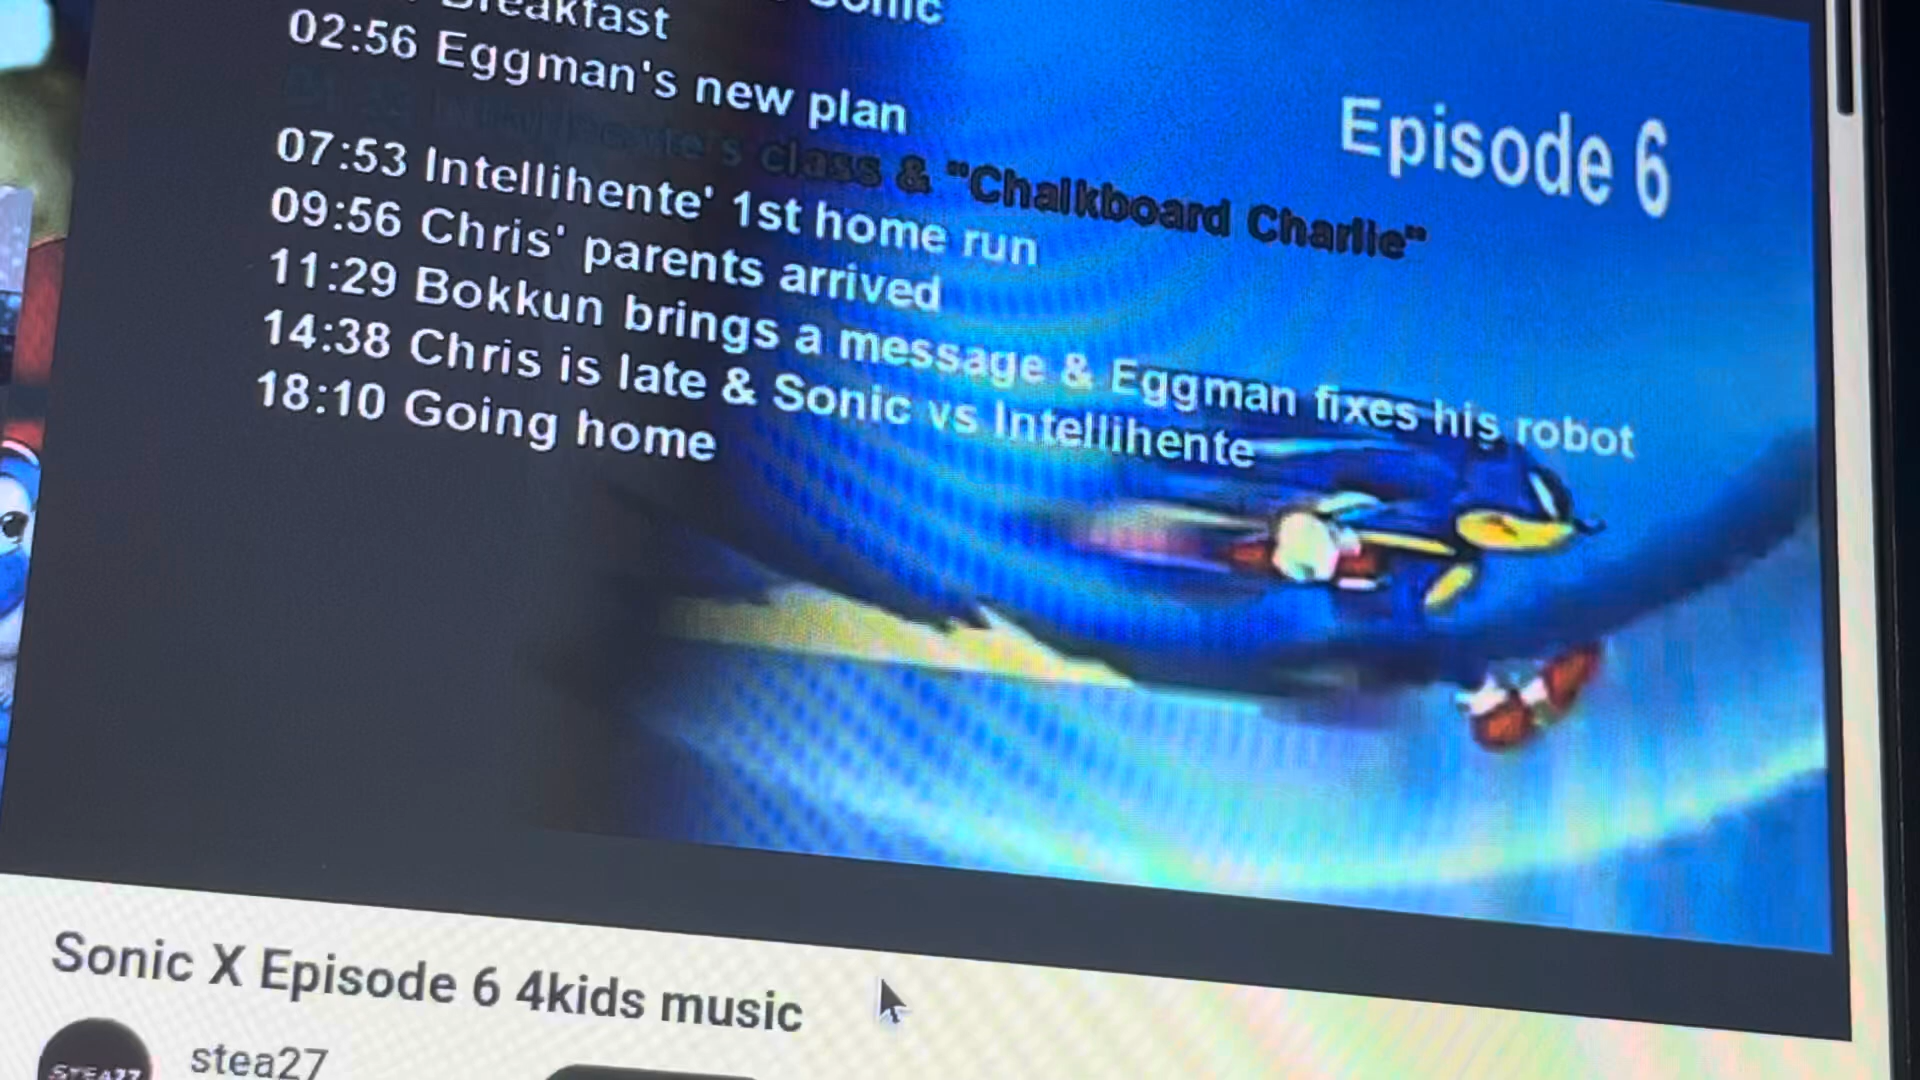 Breakfast
Sonic
02:56 Eggman's new plan
class & "Chalkboard Charlie"
07:53 Intellihente' 1st home run
09:56 Chris' parents arrived
11:29 Bokkun brings a message & Eggman fixes his robot
14:38 Chris is late & Sonic vs Intellihente
18:10 Going home
Episode 6
Sonic X Episode 6 4kids music
STEA27
stea27